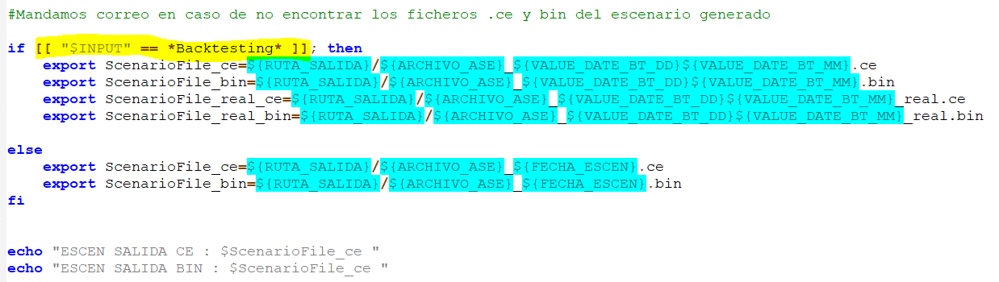 #Mandamos correo en caso de no encontrar los ficheros .ce y bin del escenario generado
if [[ "$INPUT" == *Backtesting* ]]; then
export ScenarioFile_ce=${RUTA_SALIDA}/${ARCHIVO_ASE}_${VALUE_DATE_BT_DD}${VALUE_DATE_BT_MM}.ce
export ScenarioFile_bin=${RUTA_SALIDA}/${ARCHIVO_ASE}_${VALUE_DATE_BT_DD}${VALUE_DATE_BT_MM}.bin
export ScenarioFile_real_ce=${RUTA_SALIDA}/${ARCHIVO_ASE}_${VALUE_DATE_BT_DD}${VALUE_DATE_BT_MM}_real.ce
export ScenarioFile_real_bin=${RUTA_SALIDA}/${ARCHIVO_ASE}_${VALUE_DATE_BT_DD}${VALUE_DATE_BT_MM}_real.bin
else
export ScenarioFile_ce=${RUTA_SALIDA}/${ARCHIVO_ASE}_${FECHA_ESCEN}.ce
export ScenarioFile_bin=${RUTA_SALIDA}/${ARCHIVO_ASE}_${FECHA_ESCEN}.bin
fi
echo "ESCEN SALIDA CE : $ScenarioFile_ce "
echo "ESCEN SALIDA BIN : $ScenarioFile_ce "